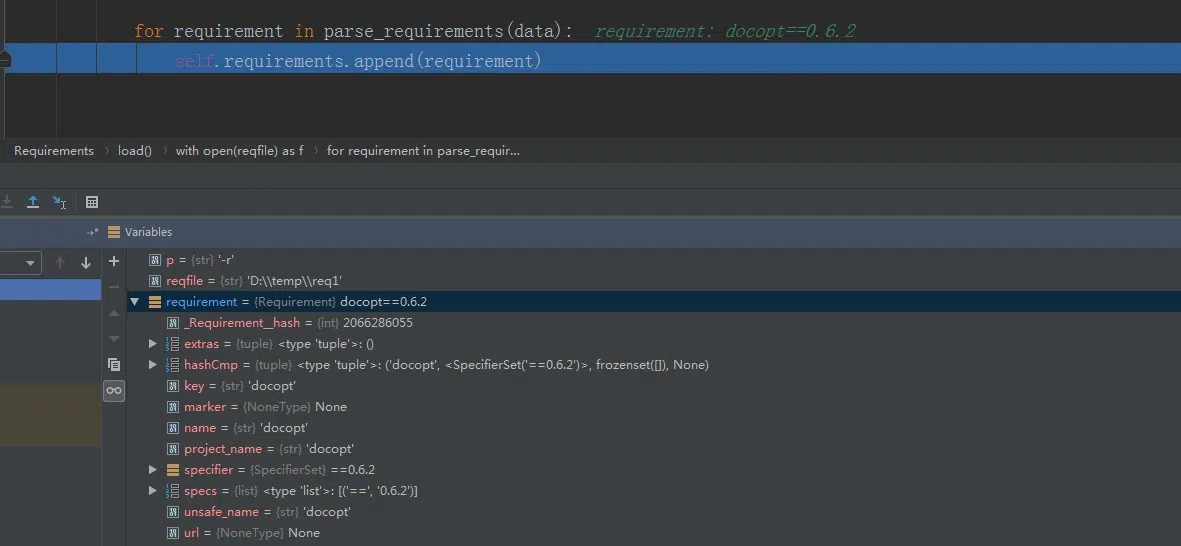 for requirement in parse_requirements(data):  requirement: docopt==0.6.2
self.requirements.append(requirement)
Requirements > load() > with open(reqfile) as f > for requirement in parse_requir...
Variables
p = {str} '-r'
reqfile = {str} 'D:\\temp\\req1'
requirement = {Requirement} docopt==0.6.2
_Requirement__hash = {int} 2066286055
extras = {tuple} <type 'tuple'>: ()
hashCmp = {tuple} <type 'tuple'>: ('docopt', <SpecifierSet('==0.6.2')>, frozenset([]), None)
key = {str} 'docopt'
marker = {NoneType} None
name = {str} 'docopt'
project_name = {str} 'docopt'
specifier = {SpecifierSet} ==0.6.2
specs = {list} <type 'list'>: [('==', '0.6.2')]
unsafe_name = {str} 'docopt'
url = {NoneType} None